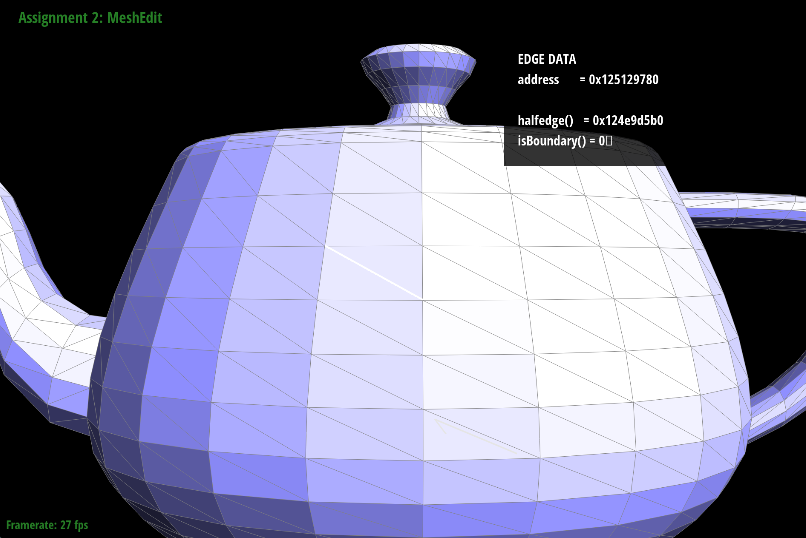 Assignment 2: MeshEdit
EDGE DATA
address = 0x125129780
halfedge() = 0x124e9d5b0
isBoundary() = 0▯
Framerate: 27 fps